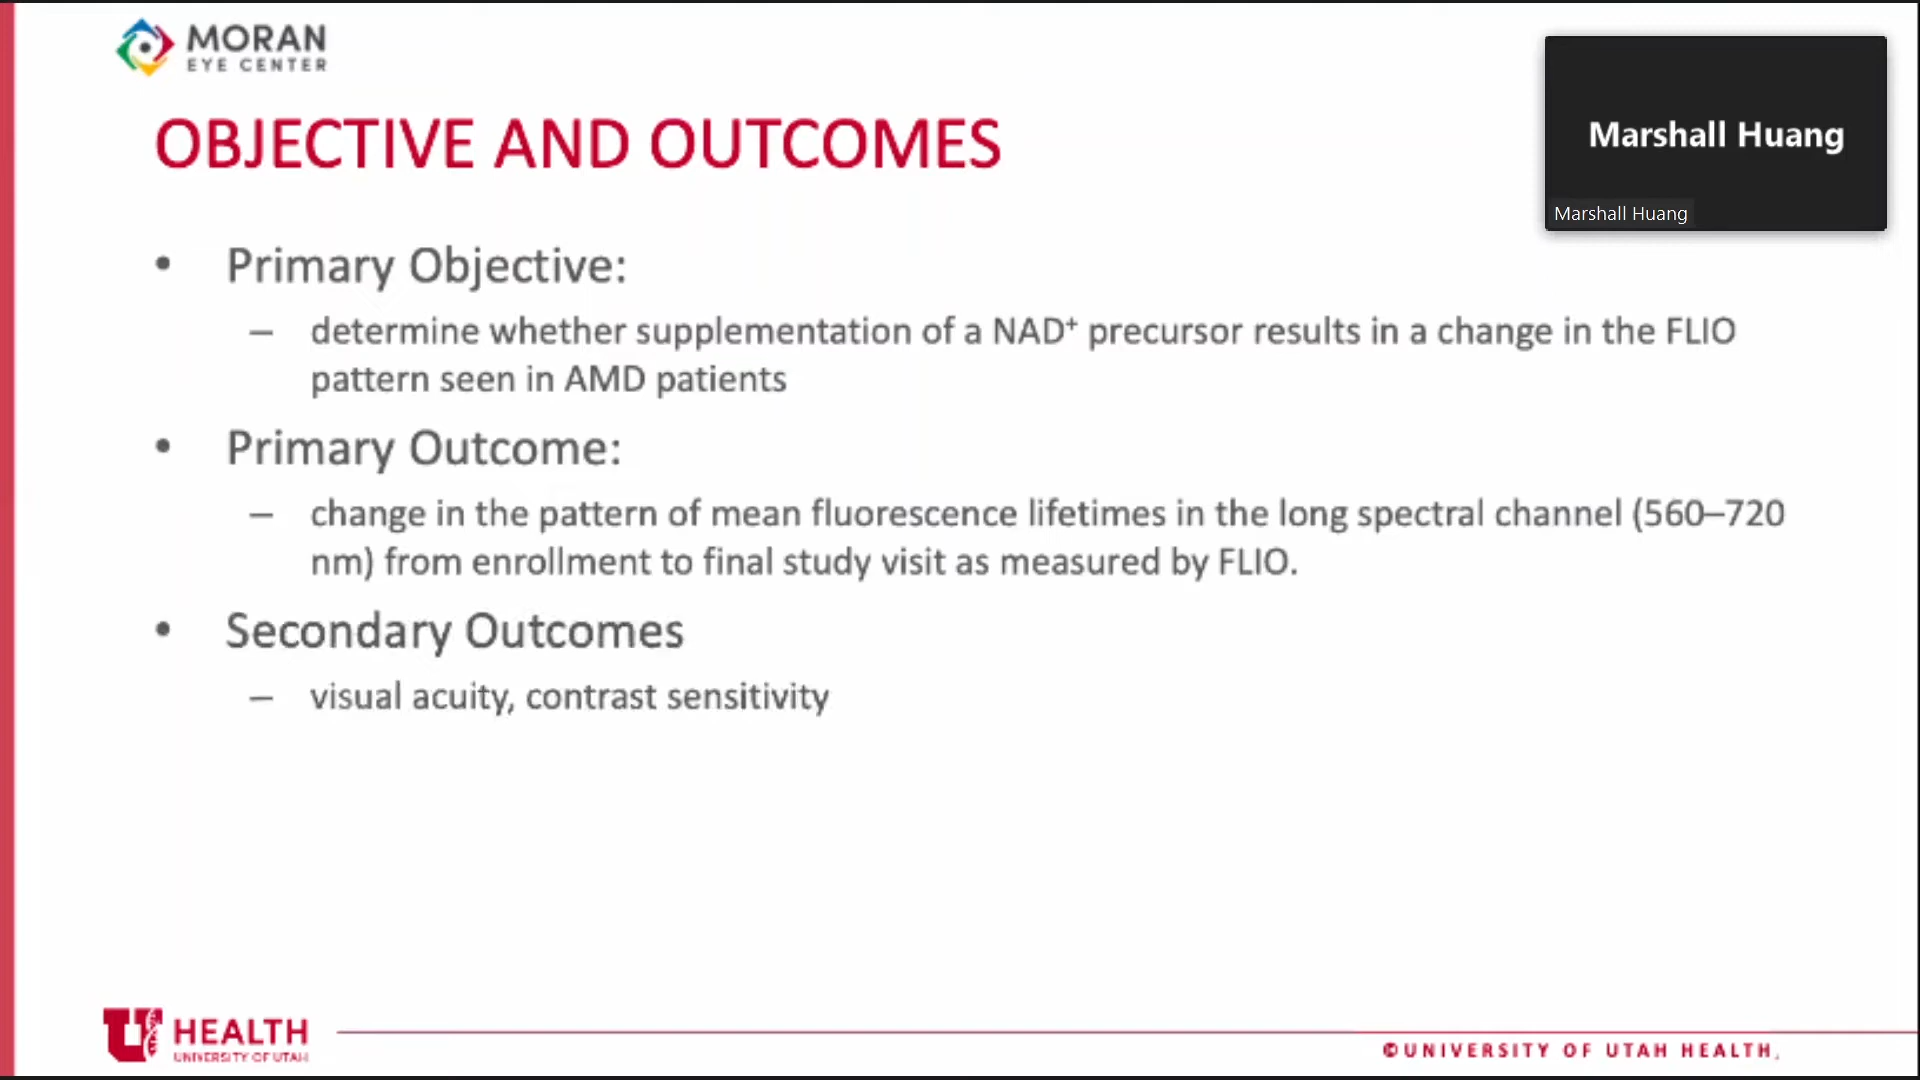 MORAN
EYE CENTER
OBJECTIVE AND OUTCOMES
Marshall Huang
Marshall Huang
• Primary Objective:
– determine whether supplementation of a NAD⁺ precursor results in a change in the FLIO
pattern seen in AMD patients
• Primary Outcome:
– change in the pattern of mean fluorescence lifetimes in the long spectral channel (560–720
nm) from enrollment to final study visit as measured by FLIO.
• Secondary Outcomes
– visual acuity, contrast sensitivity
U HEALTH
UNIVERSITY OF UTAH
©UNIVERSITY OF UTAH HEALTH,